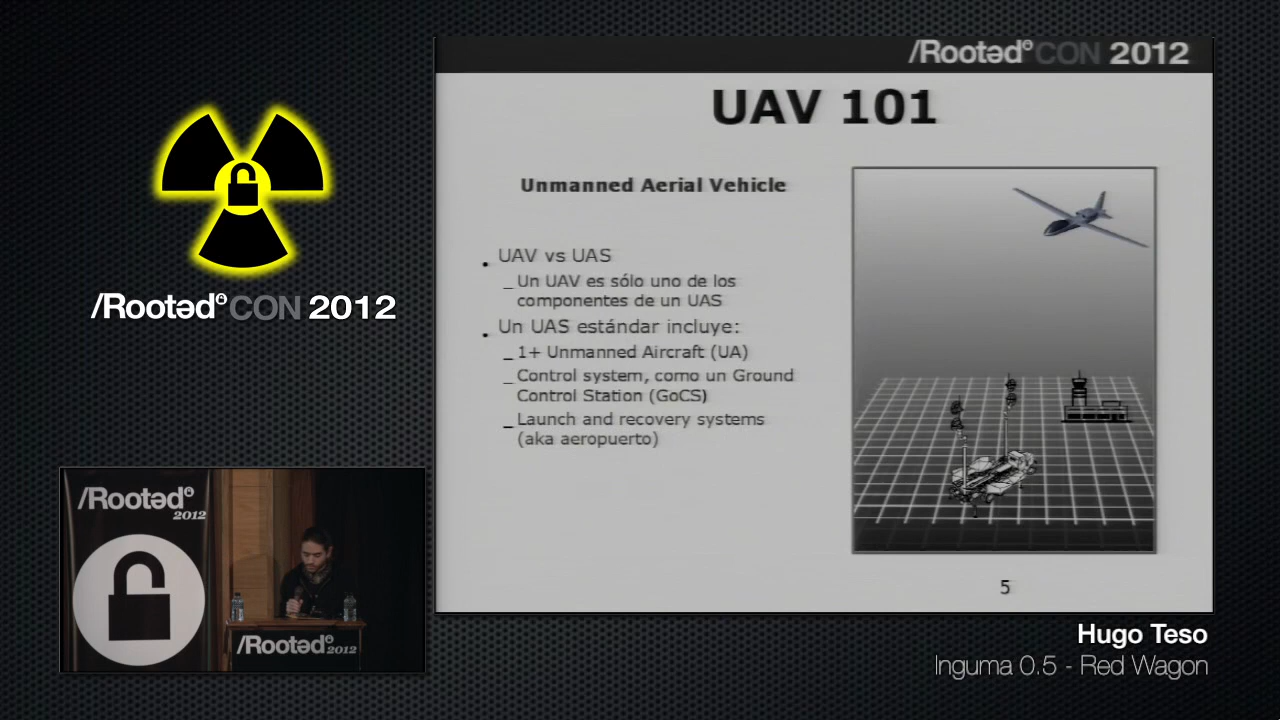 /Rootəd CON 2012
UAV 101
Unmanned Aerial Vehicle
UAV vs UAS
_ Un UAV es sólo uno de los
componentes de un UAS
Un UAS estándar incluye:
_ 1+ Unmanned Aircraft (UA)
_ Control system, como un Ground
Control Station (GoCS)
_ Launch and recovery systems
(aka aeropuerto)
5
/Rootəd CON 2012
/Rootəd
2012
/Rootəd 2012
Hugo Teso
Inguma 0.5 - Red Wagon